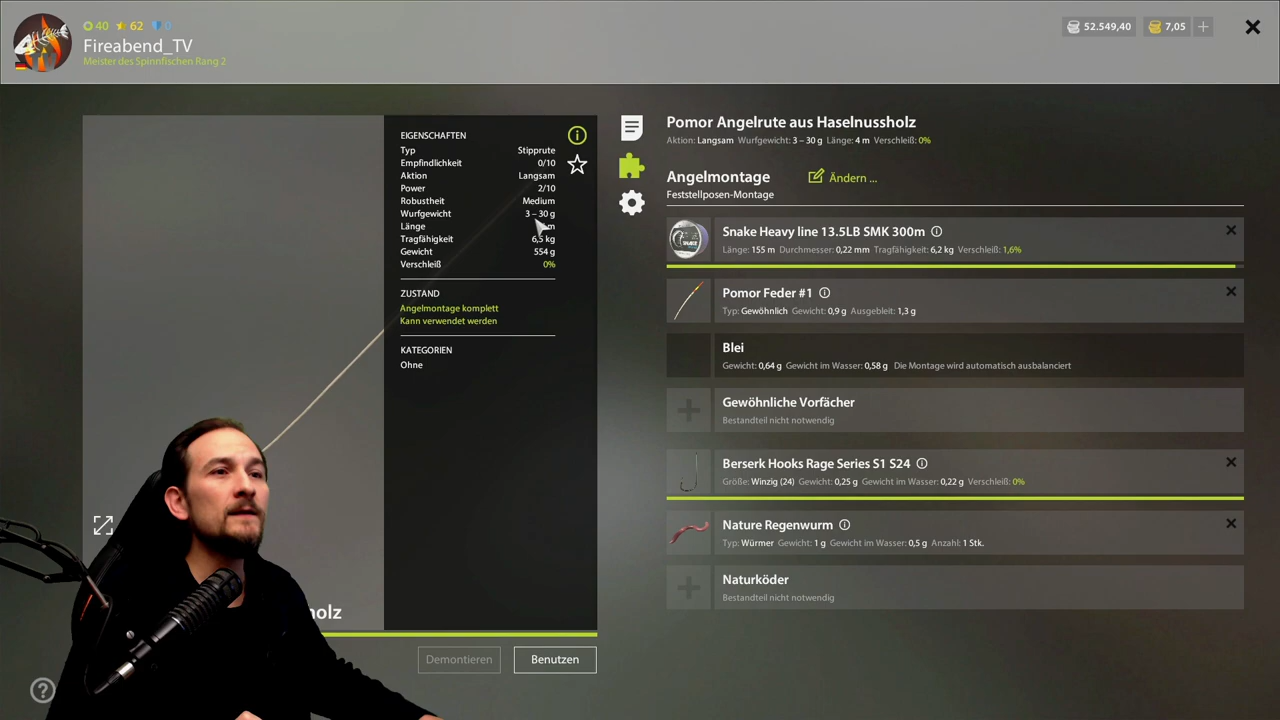 40 62 0
Fireabend_TV
Meister des Spinnfischen Rang 2
52.549,40 7,05
EIGENSCHAFTEN
Typ Stipprute
Empfindlichkeit 0/10
Aktion Langsam
Power 2/10
Robustheit Medium
Wurfgewicht 3 – 30 g
Länge m
Tragfähigkeit 6,5 kg
Gewicht 554 g
Verschleiß 0%
ZUSTAND
Angelmontage komplett
Kann verwendet werden
KATEGORIEN
Ohne
holz
Demontieren
Benutzen
Pomor Angelrute aus Haselnussholz
Aktion: Langsam Wurfgewicht: 3 – 30 g Länge: 4 m Verschleiß: 0%
Angelmontage Ändern ...
Feststellposen-Montage
Snake Heavy line 13.5LB SMK 300m
Länge: 155 m Durchmesser: 0,22 mm Tragfähigkeit: 6,2 kg Verschleiß: 1,6%
Pomor Feder #1
Typ: Gewöhnlich Gewicht: 0,9 g Ausgebleit: 1,3 g
Blei
Gewicht: 0,64 g Gewicht im Wasser: 0,58 g Die Montage wird automatisch ausbalanciert
Gewöhnliche Vorfächer
Bestandteil nicht notwendig
Berserk Hooks Rage Series S1 S24
Größe: Winzig (24) Gewicht: 0,25 g Gewicht im Wasser: 0,22 g Verschleiß: 0%
Nature Regenwurm
Typ: Würmer Gewicht: 1 g Gewicht im Wasser: 0,5 g Anzahl: 1 Stk.
Naturköder
Bestandteil nicht notwendig